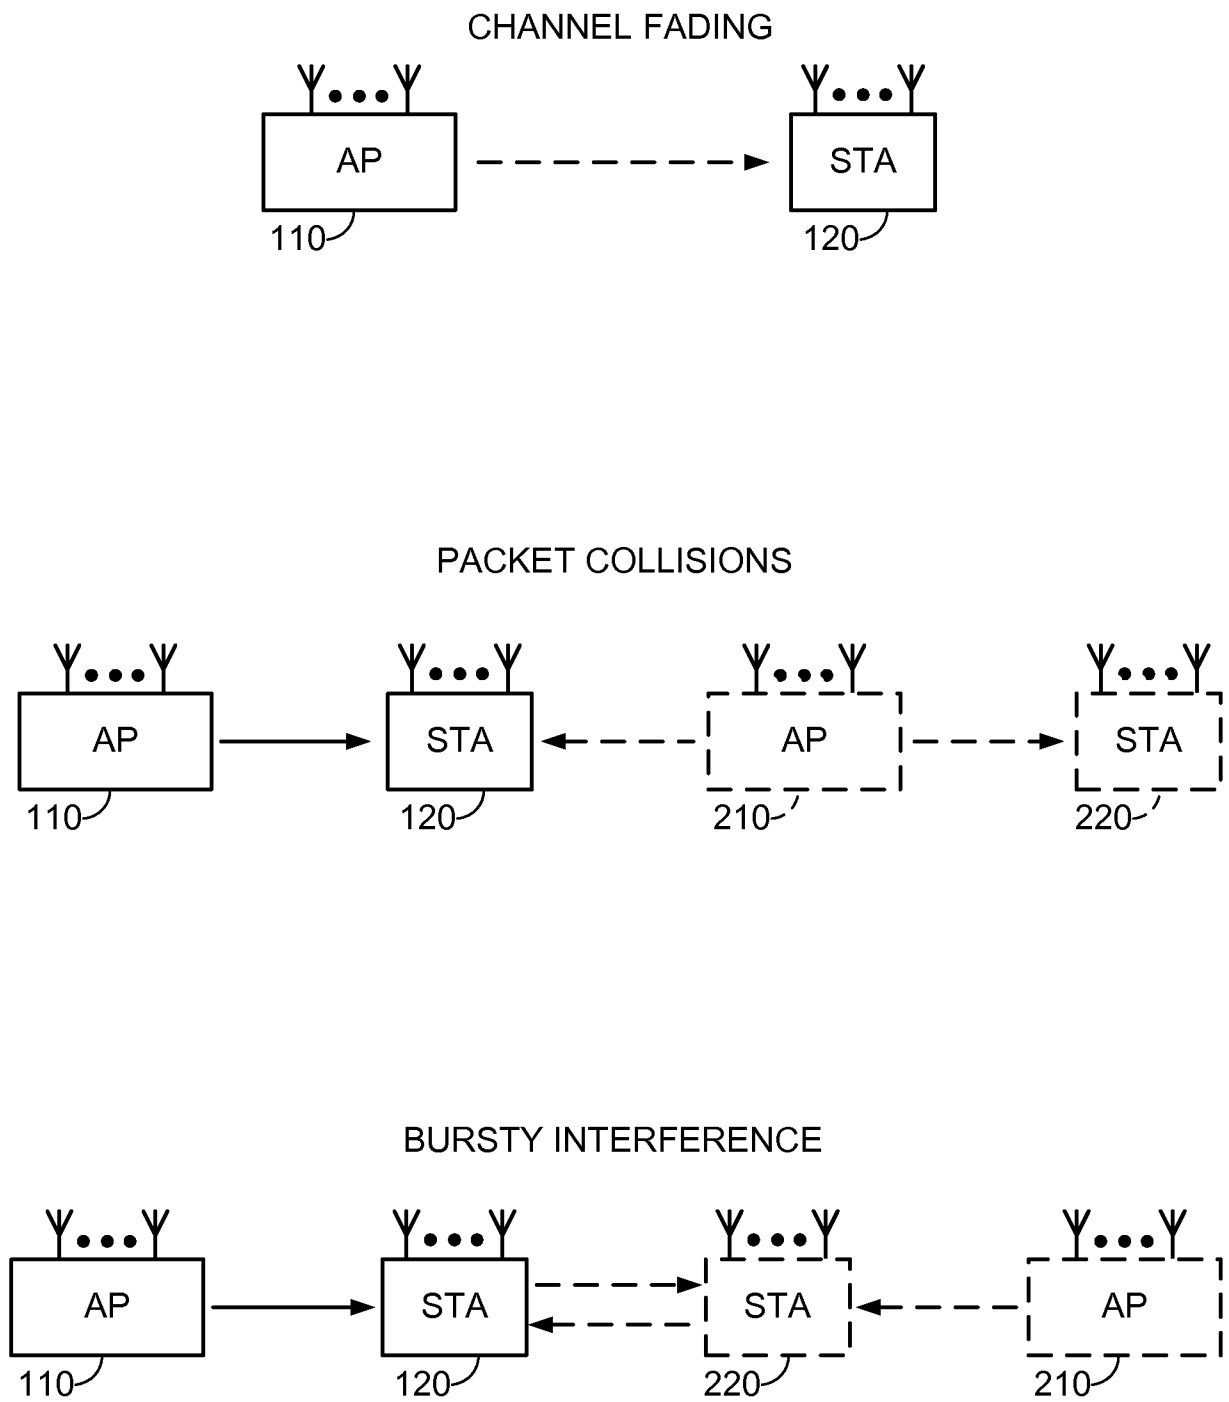 CHANNEL FADING
AP
STA
110
120
PACKET COLLISIONS
AP
STA
AP
STA
110
120
210
220
BURSTY INTERFERENCE
AP
STA
STA
AP
110
120
220
210